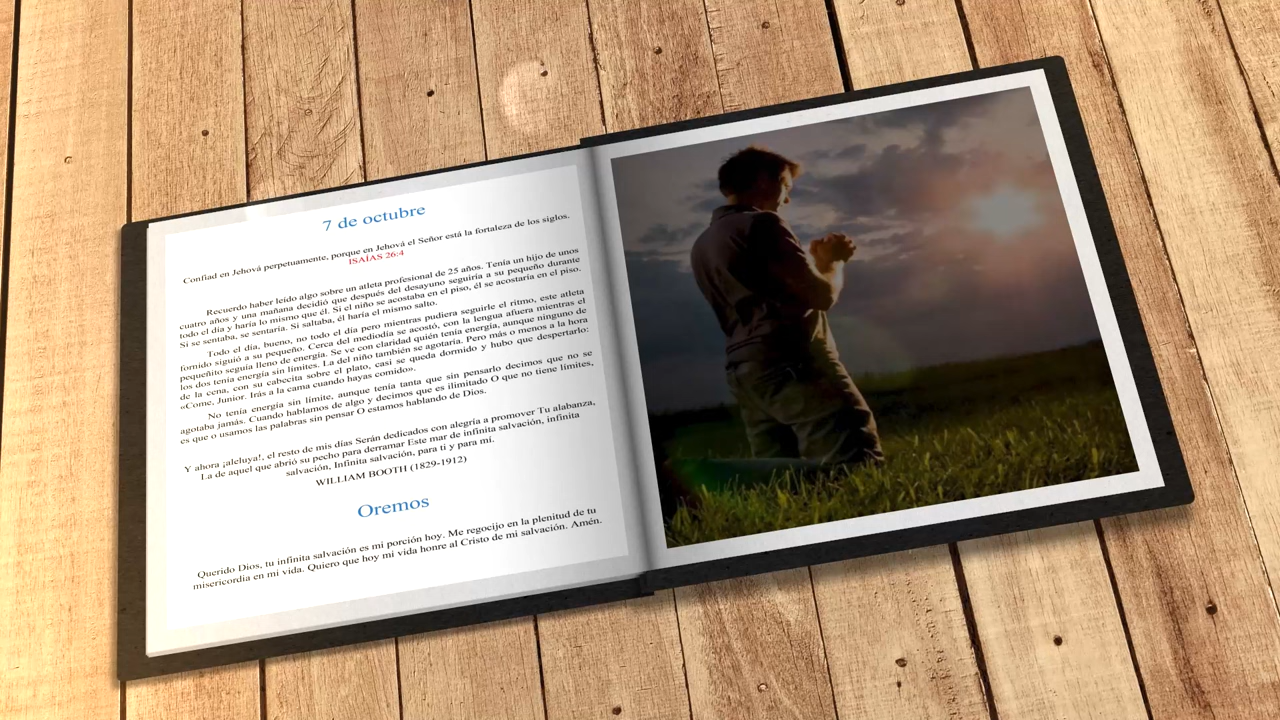 7 de octubre
Confiad en Jehová perpetuamente, porque en Jehová el Señor está la fortaleza de los siglos.
ISAÍAS 26:4
Recuerdo haber leído algo sobre un atleta profesional de 25 años. Tenía un hijo de unos
cuatro años y una mañana decidió que después del desayuno seguiría a su pequeño durante
todo el día y haría lo mismo que él. Si el niño se acostaba en el piso, él se acostaría en el piso.
Si se sentaba, se sentaría. Si saltaba, él haría el mismo salto.
Todo el día, bueno, no todo el día pero mientras pudiera seguirle el ritmo, este atleta
fornido siguió a su pequeño. Cerca del mediodía se acostó, con la lengua afuera mientras el
pequeñito seguía lleno de energía. Se ve con claridad quién tenía energía, aunque ninguno de
los dos tenía energía sin límites. La del niño también se agotaría. Pero más o menos a la hora
de la cena, con su cabecita sobre el plato, casi se queda dormido y hubo que despertarlo:
«Come, Junior. Irás a la cama cuando hayas comido».
No tenía energía sin límite, aunque tenía tanta que sin pensarlo decimos que no se
agotaba jamás. Cuando hablamos de algo y decimos que es ilimitado O que no tiene límites,
es que o usamos las palabras sin pensar O estamos hablando de Dios.
Y ahora ¡aleluya!, el resto de mis días Serán dedicados con alegría a promover Tu alabanza,
La de aquel que abrió su pecho para derramar Este mar de infinita salvación, infinita
salvación, Infinita salvación, para ti y para mí.
WILLIAM BOOTH (1829-1912)
Oremos
Querido Dios, tu infinita salvación es mi porción hoy. Me regocijo en la plenitud de tu
misericordia en mi vida. Quiero que hoy mi vida honre al Cristo de mi salvación. Amén.